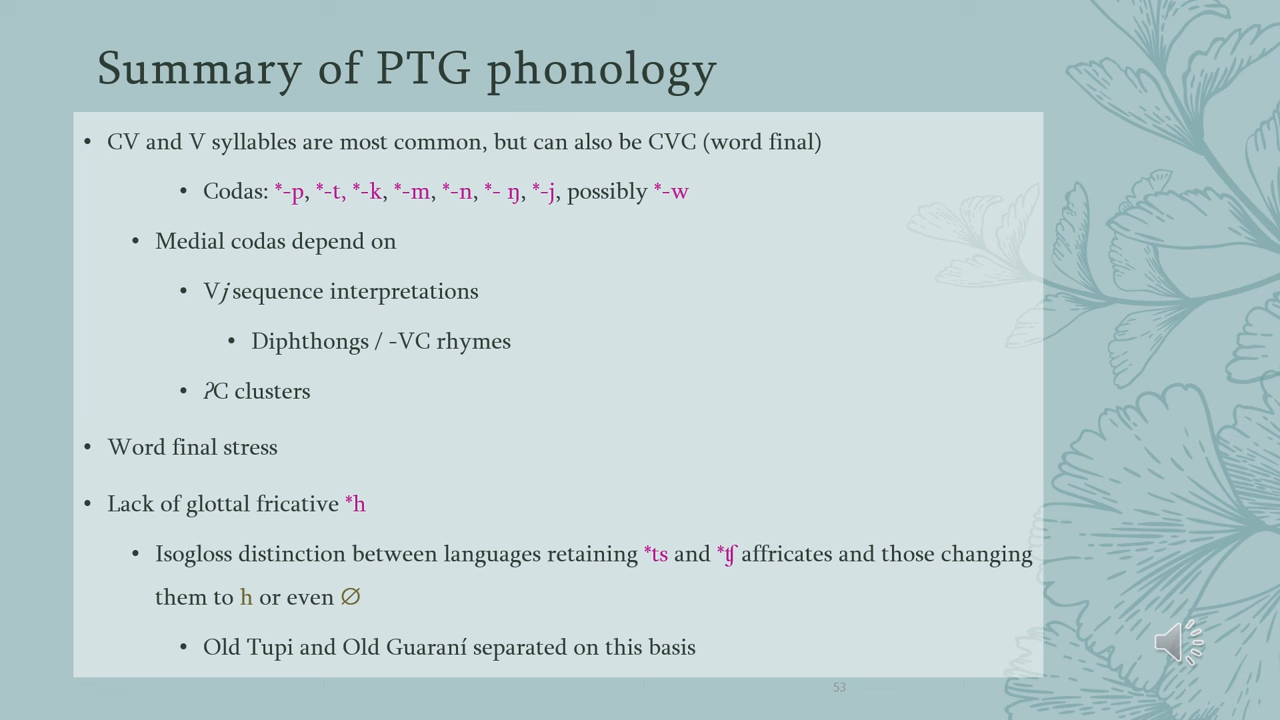 Summary of PTG phonology
• CV and V syllables are most common, but can also be CVC (word final)
• Codas: *-p, *-t, *-k, *-m, *-n, *- ŋ, *-j, possibly *-w
• Medial codas depend on
• Vj sequence interpretations
• Diphthongs / -VC rhymes
• ʔC clusters
• Word final stress
• Lack of glottal fricative *h
• Isogloss distinction between languages retaining *ts and *ʧ affricates and those changing
them to h or even ∅
• Old Tupi and Old Guaraní separated on this basis
53